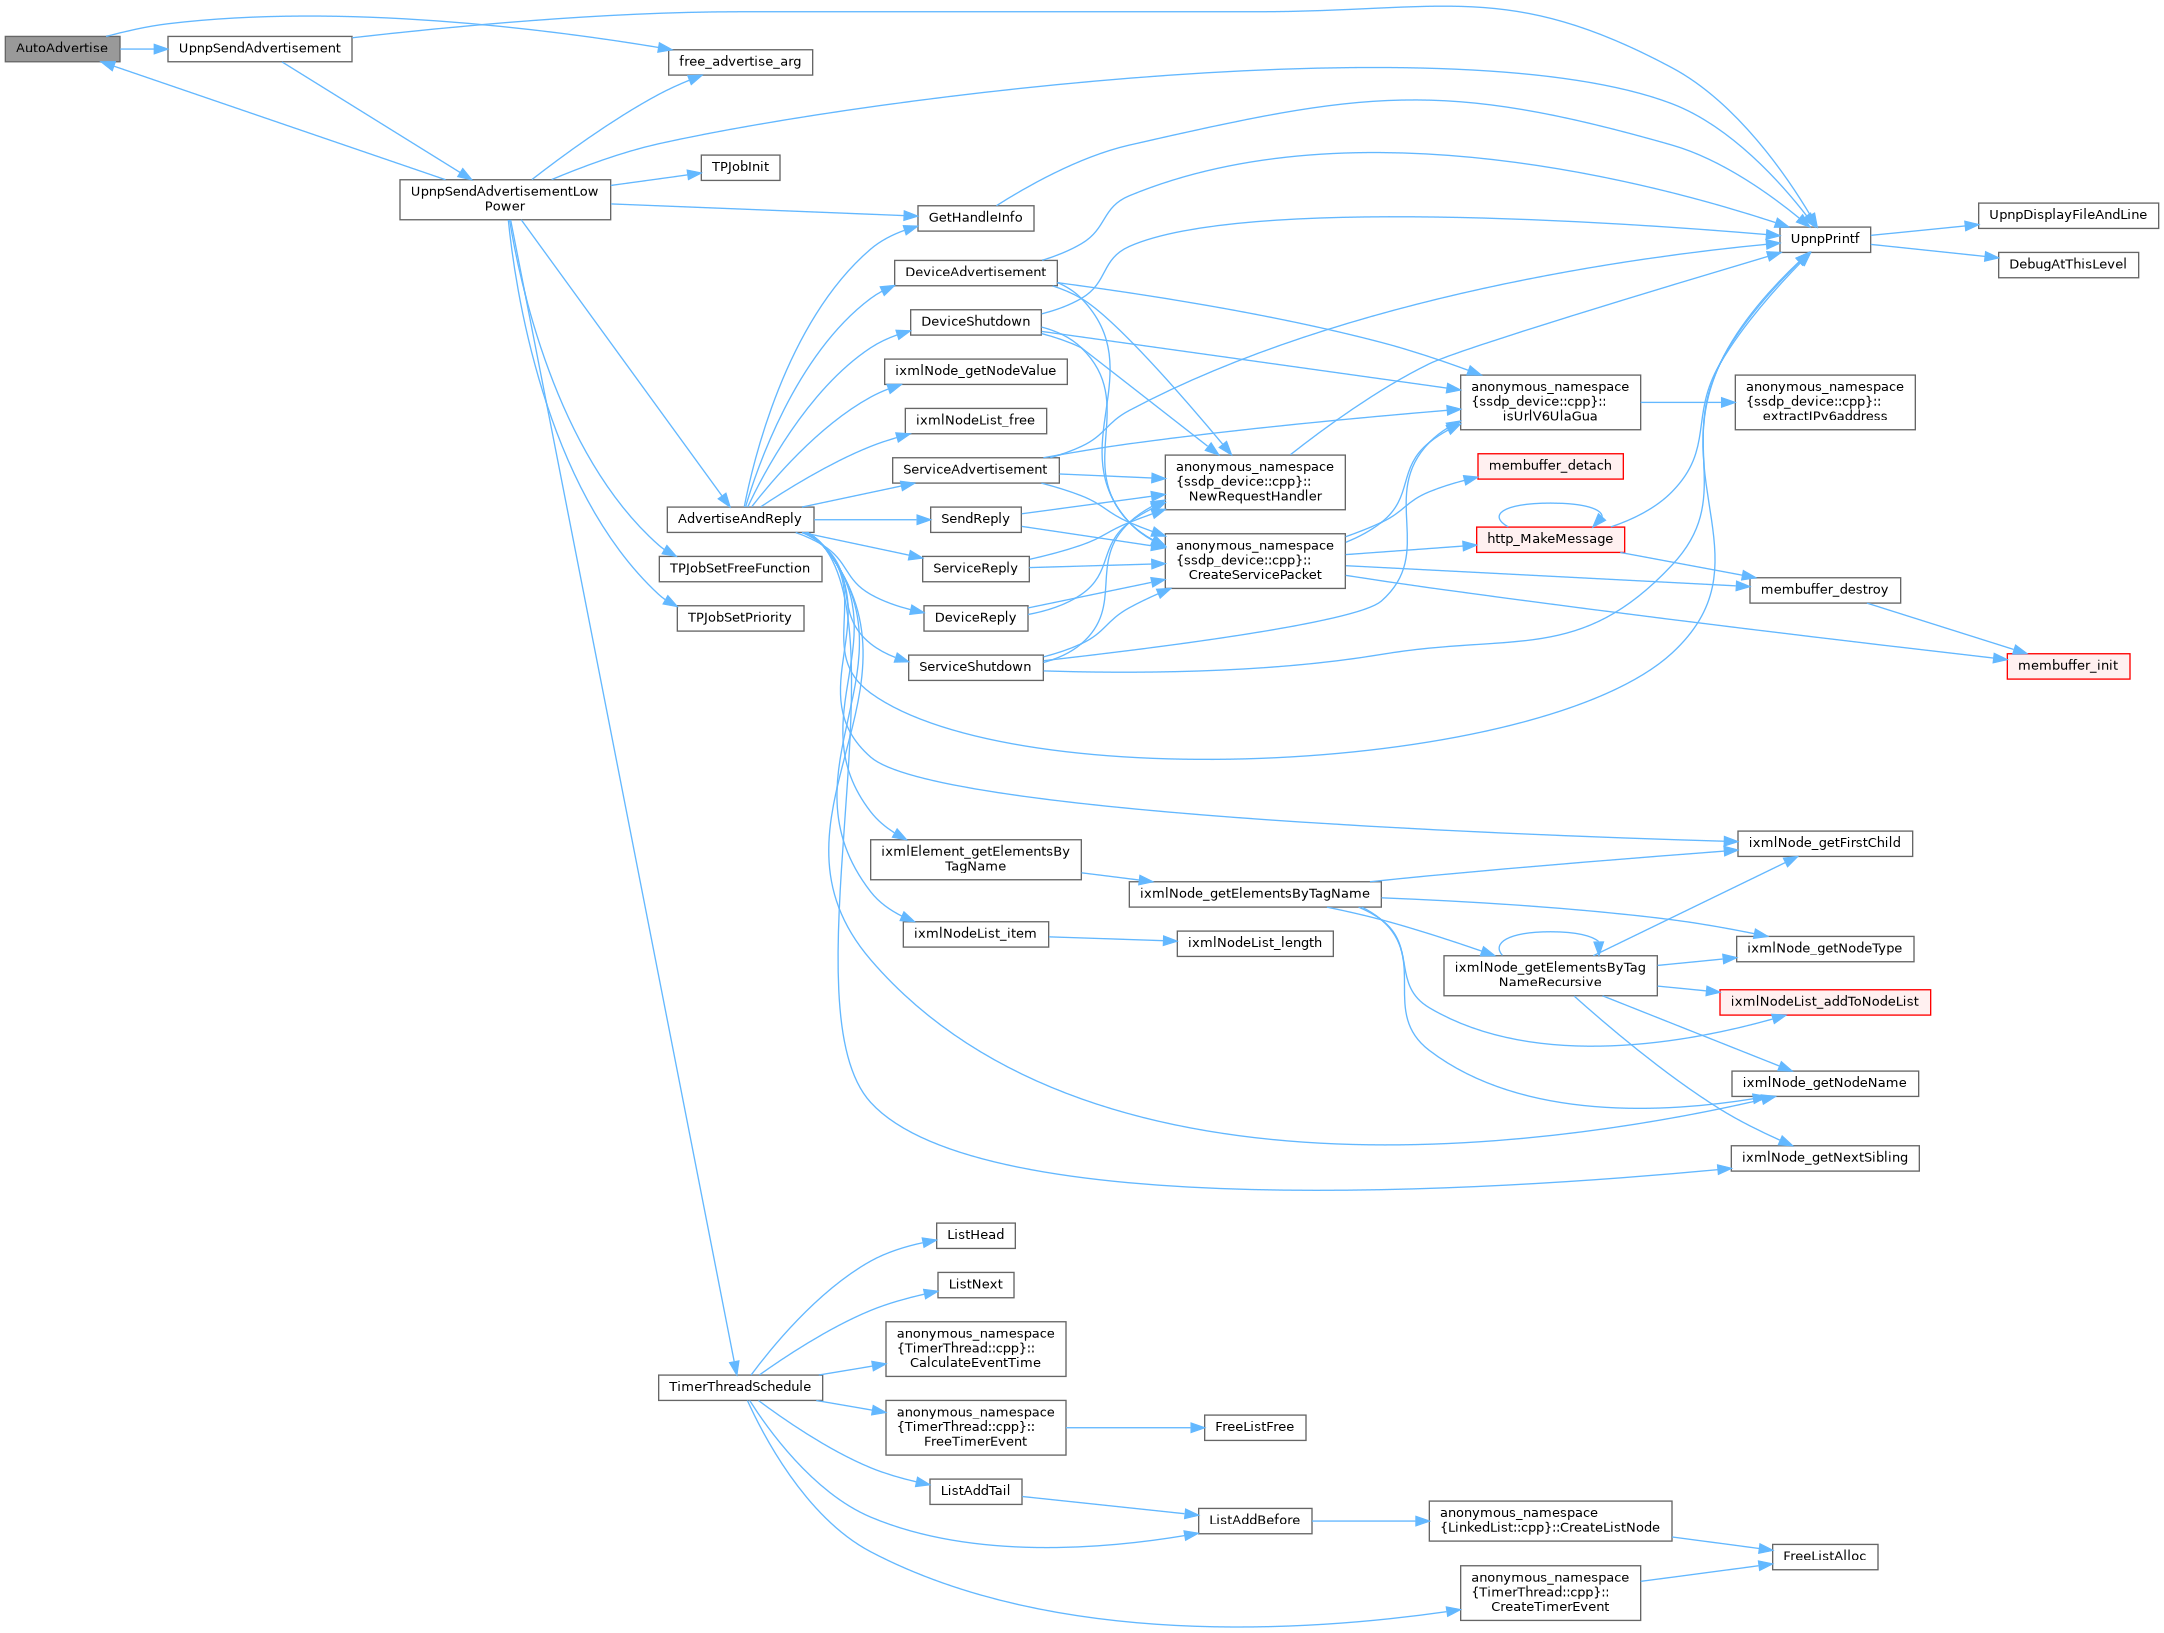 AutoAdvertise
UpnpSendAdvertisement
free_advertise_arg
TPJobInit
UpnpSendAdvertisementLow
Power
GetHandleInfo
UpnpPrintf
UpnpDisplayFileAndLine
DebugAtThisLevel
DeviceAdvertisement
DeviceShutdown
ixmlNode_getNodeValue
ixmlNodeList_free
ServiceAdvertisement
SendReply
ServiceReply
DeviceReply
ServiceShutdown
AdvertiseAndReply
TPJobSetFreeFunction
TPJobSetPriority
anonymous_namespace
{ssdp_device::cpp}::
isUrlV6UlaGua
anonymous_namespace
{ssdp_device::cpp}::
extractIPv6address
anonymous_namespace
{ssdp_device::cpp}::
NewRequestHandler
membuffer_detach
anonymous_namespace
{ssdp_device::cpp}::
CreateServicePacket
http_MakeMessage
membuffer_destroy
membuffer_init
ixmlElement_getElementsBy
TagName
ixmlNode_getElementsByTagName
ixmlNode_getFirstChild
ixmlNodeList_item
ixmlNodeList_length
ixmlNode_getNodeType
ixmlNode_getElementsByTag
NameRecursive
ixmlNodeList_addToNodeList
ixmlNode_getNodeName
ixmlNode_getNextSibling
ListHead
ListNext
anonymous_namespace
{TimerThread::cpp}::
CalculateEventTime
TimerThreadSchedule
anonymous_namespace
{TimerThread::cpp}::
FreeTimerEvent
FreeListFree
ListAddTail
ListAddBefore
anonymous_namespace
{LinkedList::cpp}::CreateListNode
FreeListAlloc
anonymous_namespace
{TimerThread::cpp}::
CreateTimerEvent